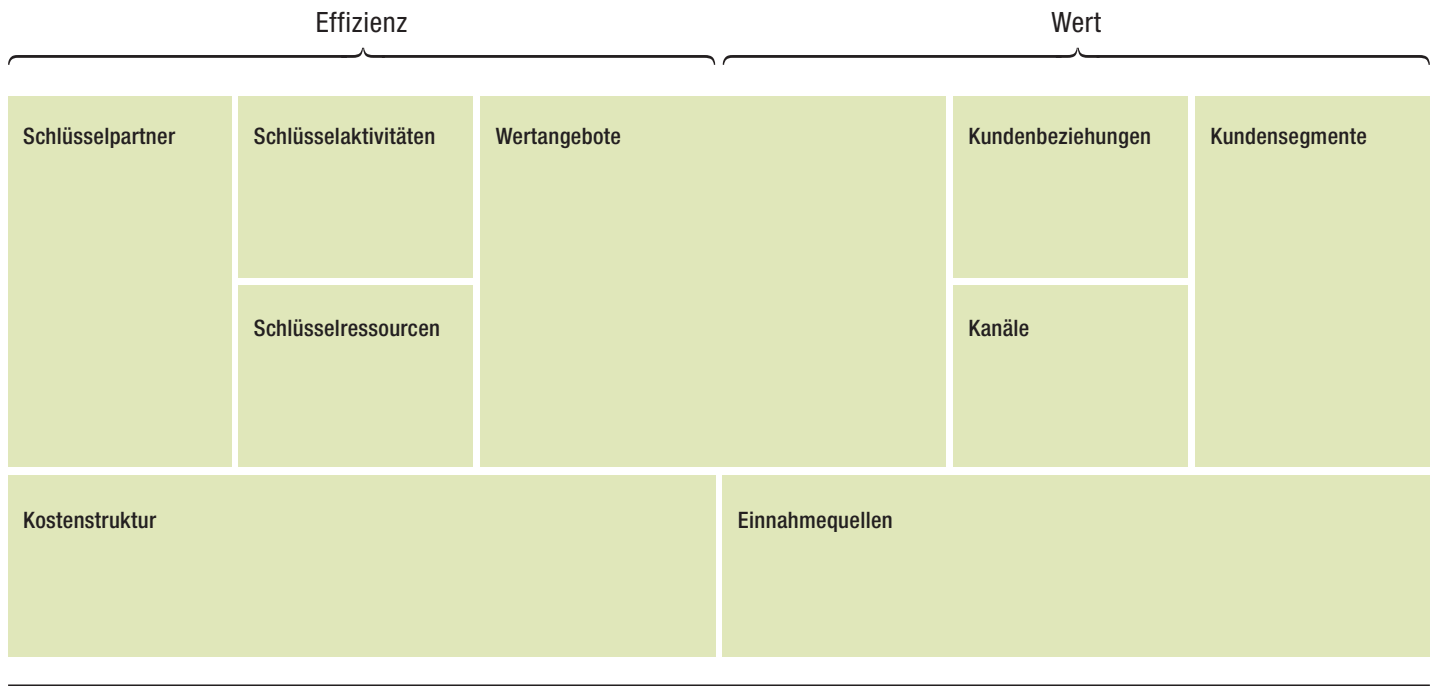 Effizienz
Wert
Schlüsselpartner
Schlüsselaktivitäten
Wertangebote
Kundenbeziehungen
Kundensegmente
Schlüsselressourcen
Kanäle
Kostenstruktur
Einnahmequellen